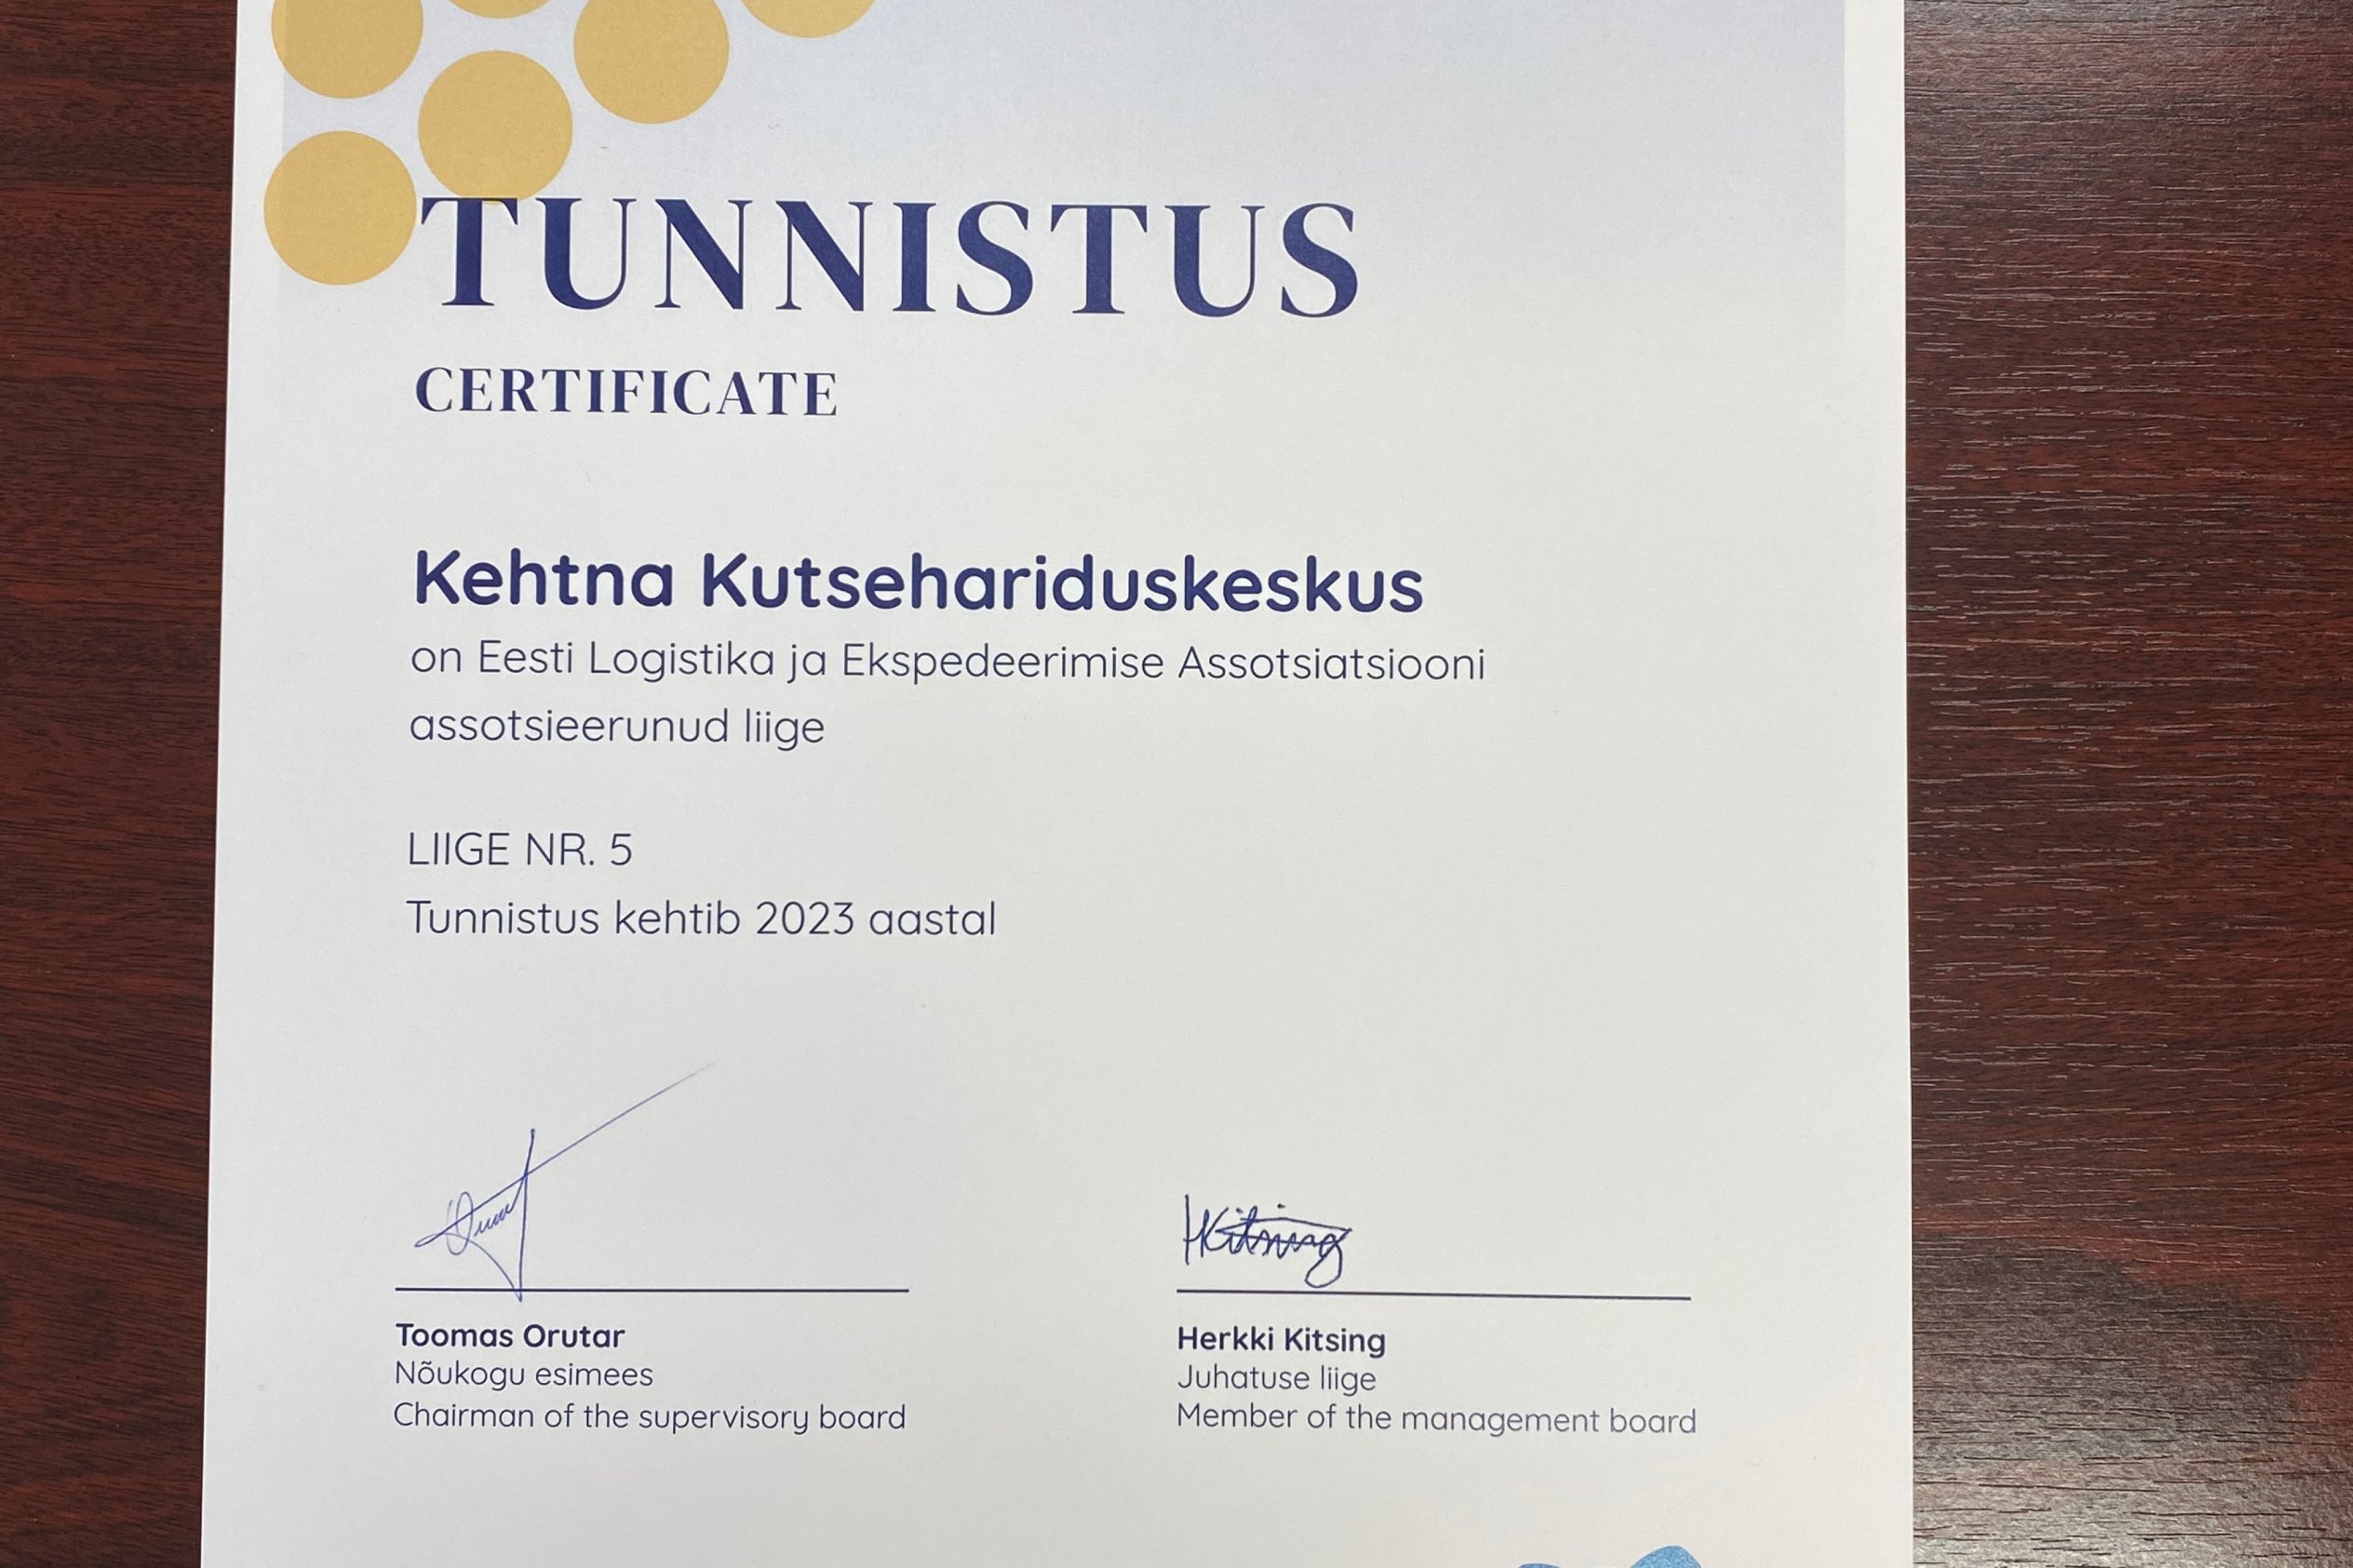 TUNNISTUS
CERTIFICATE
Kehtna Kutsehariduskeskus
on Eesti Logistika ja Ekspedeerimise Assotsiatsiooni
assotsieerunud liige
LIIGE NR. 5
Tunnistus kehtib 2023 aastal
HKitsing
Toomas Orutar
Nõukogu esimees
Chairman of the supervisory board
Herkki Kitsing
Juhatuse liige
Member of the management board